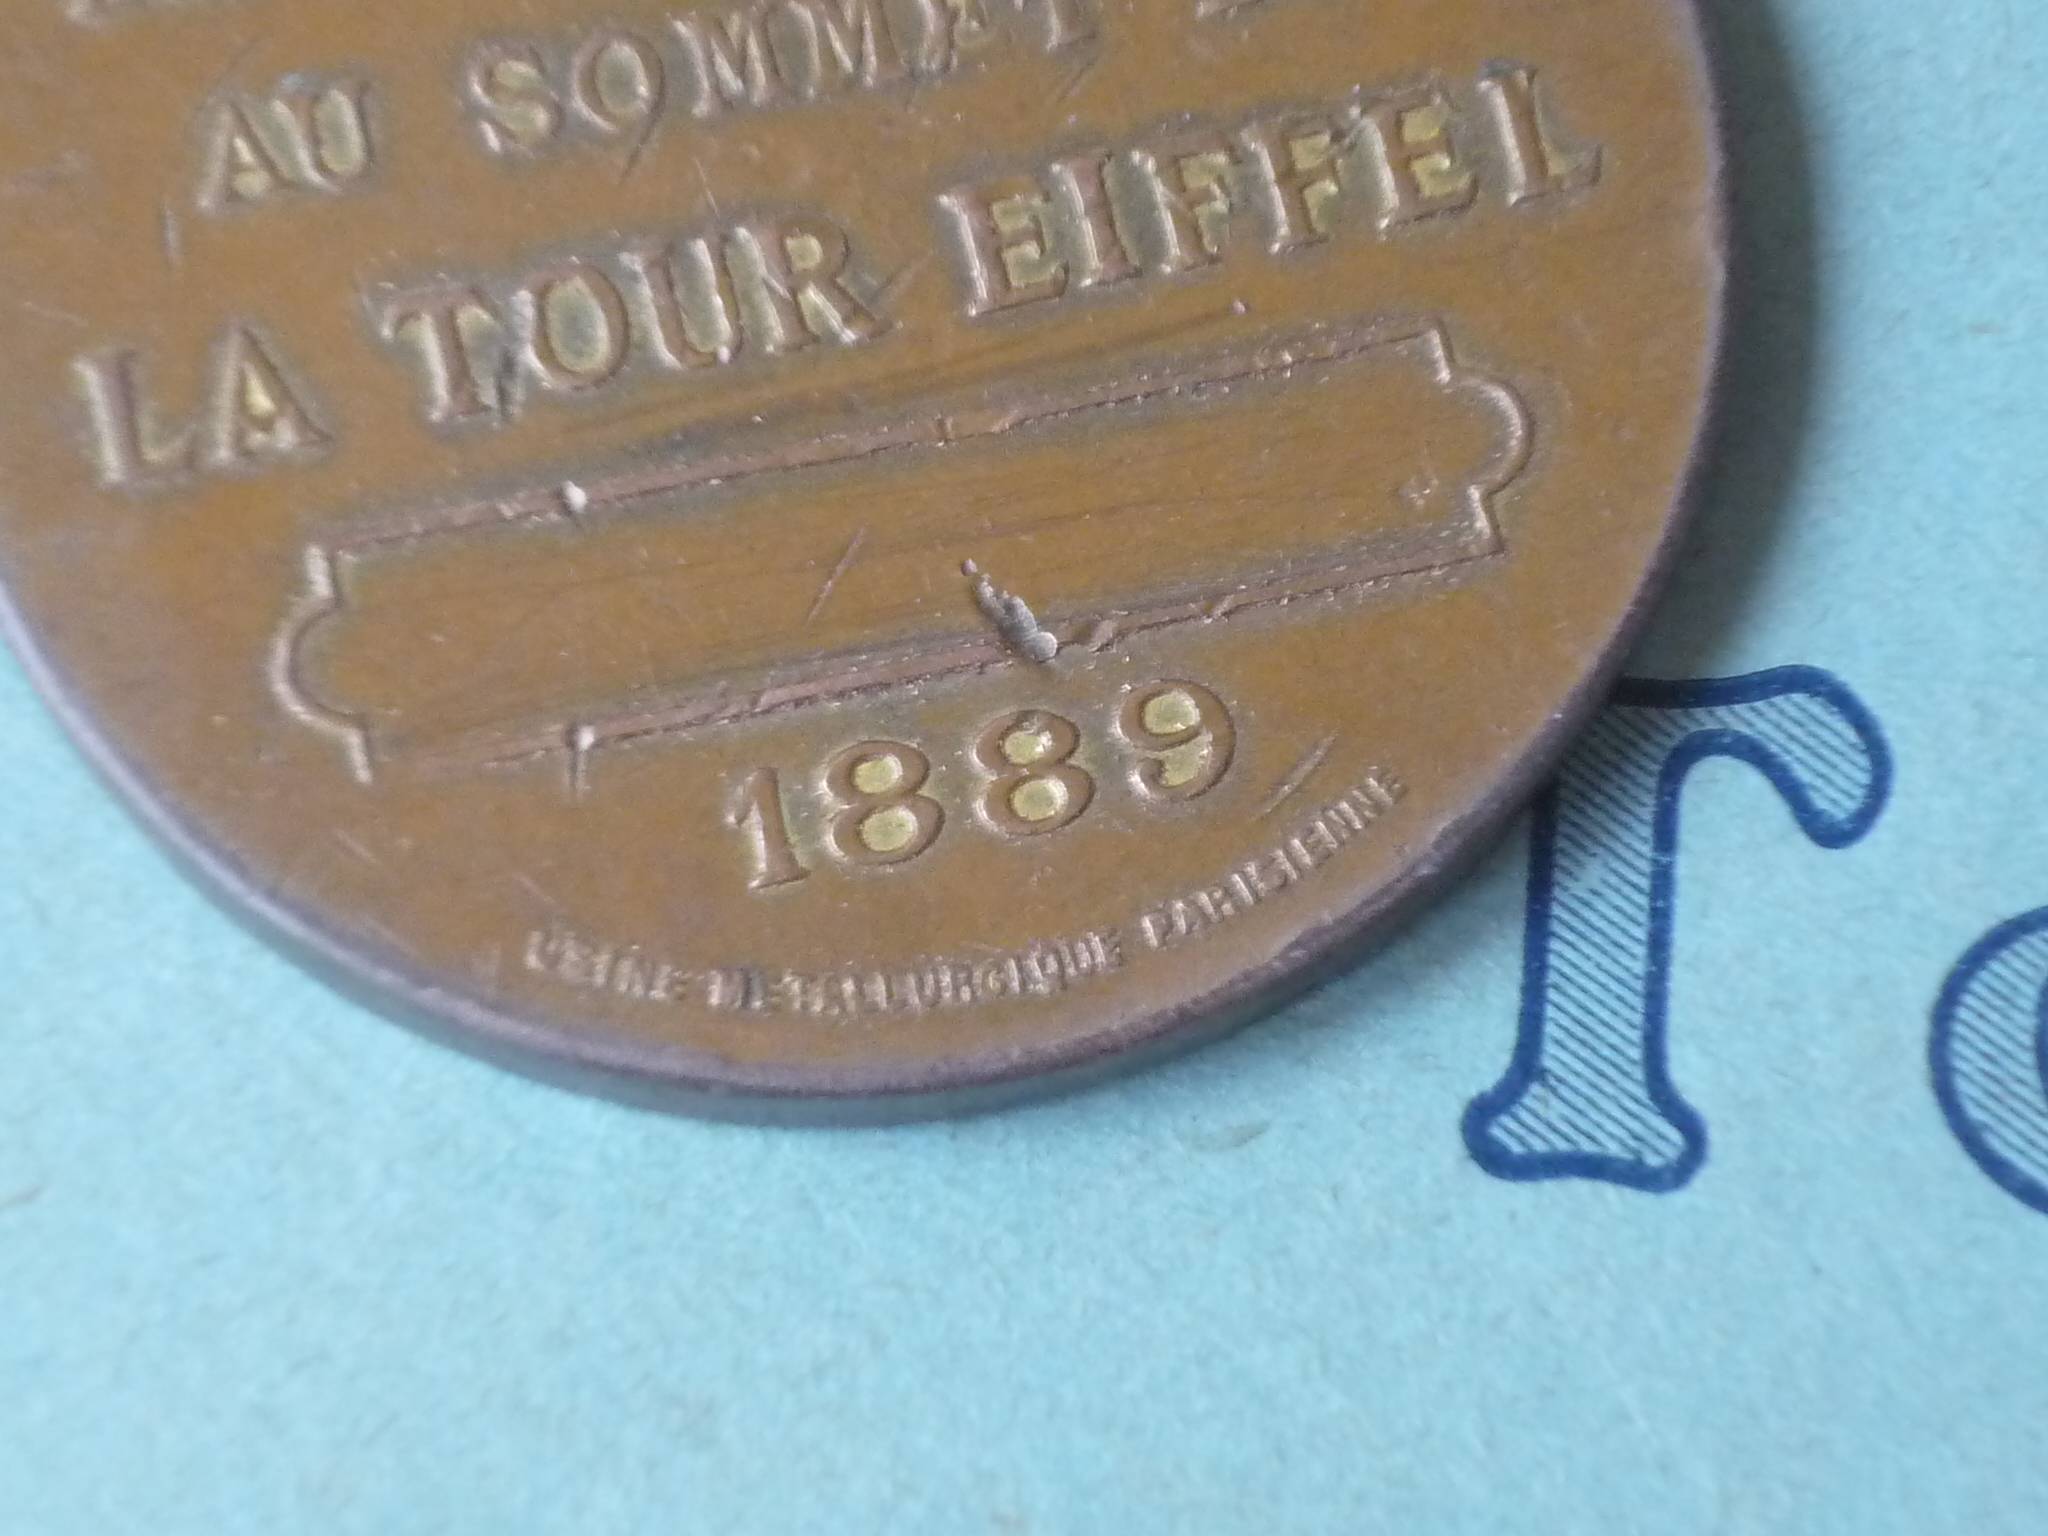 AU SOMMET
LA TOUR EIFFEL
1889
USINE METALLURGIQUE PARISIENNE
r